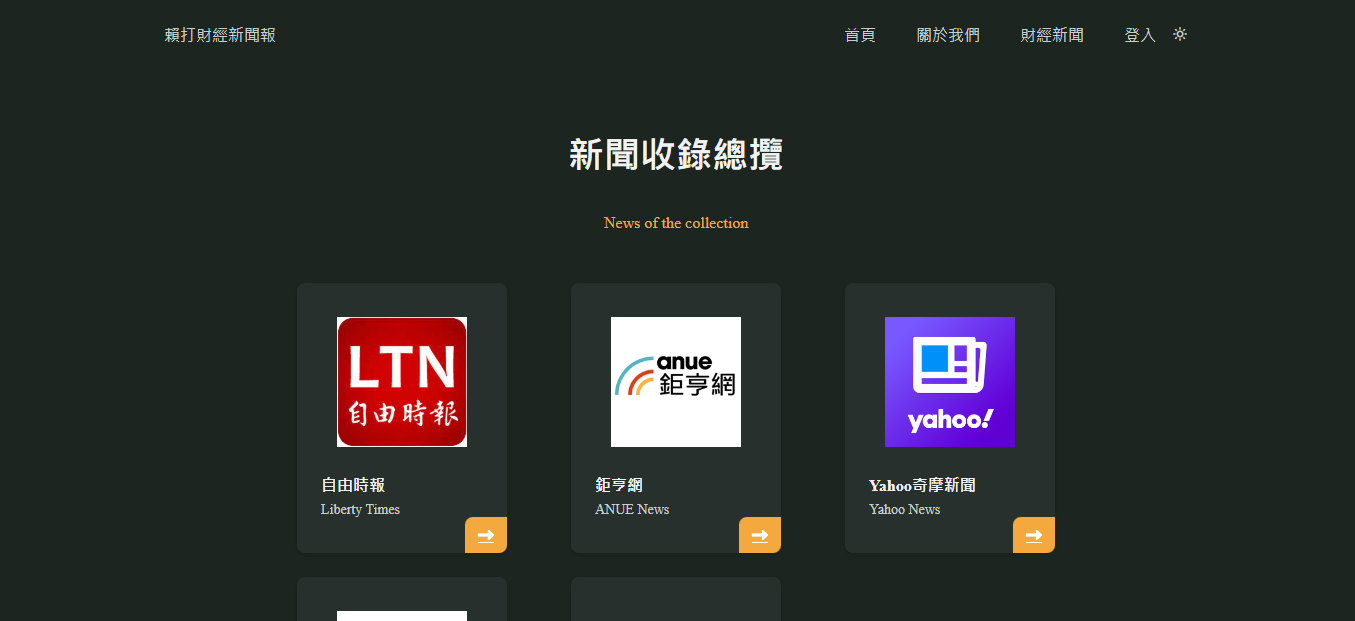 賴打財經新聞報
首頁 關於我們 財經新聞 登入
新聞收錄總攬
News of the collection
LTN
自由時報
anue
鉅亨網
yahoo!
自由時報
Liberty Times
鉅亨網
ANUE News
Yahoo奇摩新聞
Yahoo News